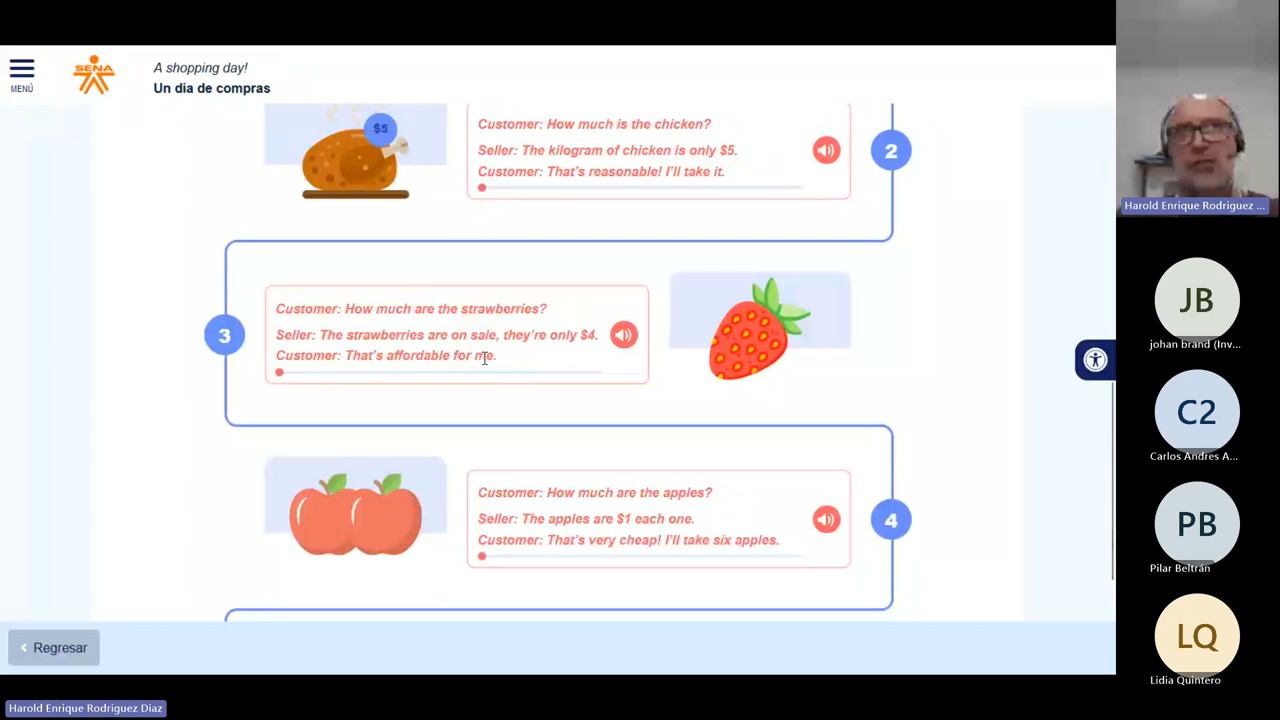 MENÚ
SENA
A shopping day!
Un dia de compras
$5
Customer: How much is the chicken?
Seller: The kilogram of chicken is only $5.
Customer: That's reasonable! I'll take it.
2
3
Customer: How much are the strawberries?
Seller: The strawberries are on sale, they're only $4.
Customer: That's affordable for me.
Customer: How much are the apples?
Seller: The apples are $1 each one.
Customer: That's very cheap! I'll take six apples.
4
Regresar
Harold Enrique Rodriguez Diaz
Harold Enrique Rodriguez ...
JB
johan brand (Inv...
C2
Carlos Andres A...
PB
Pilar Beltrán
LQ
Lidia Quintero